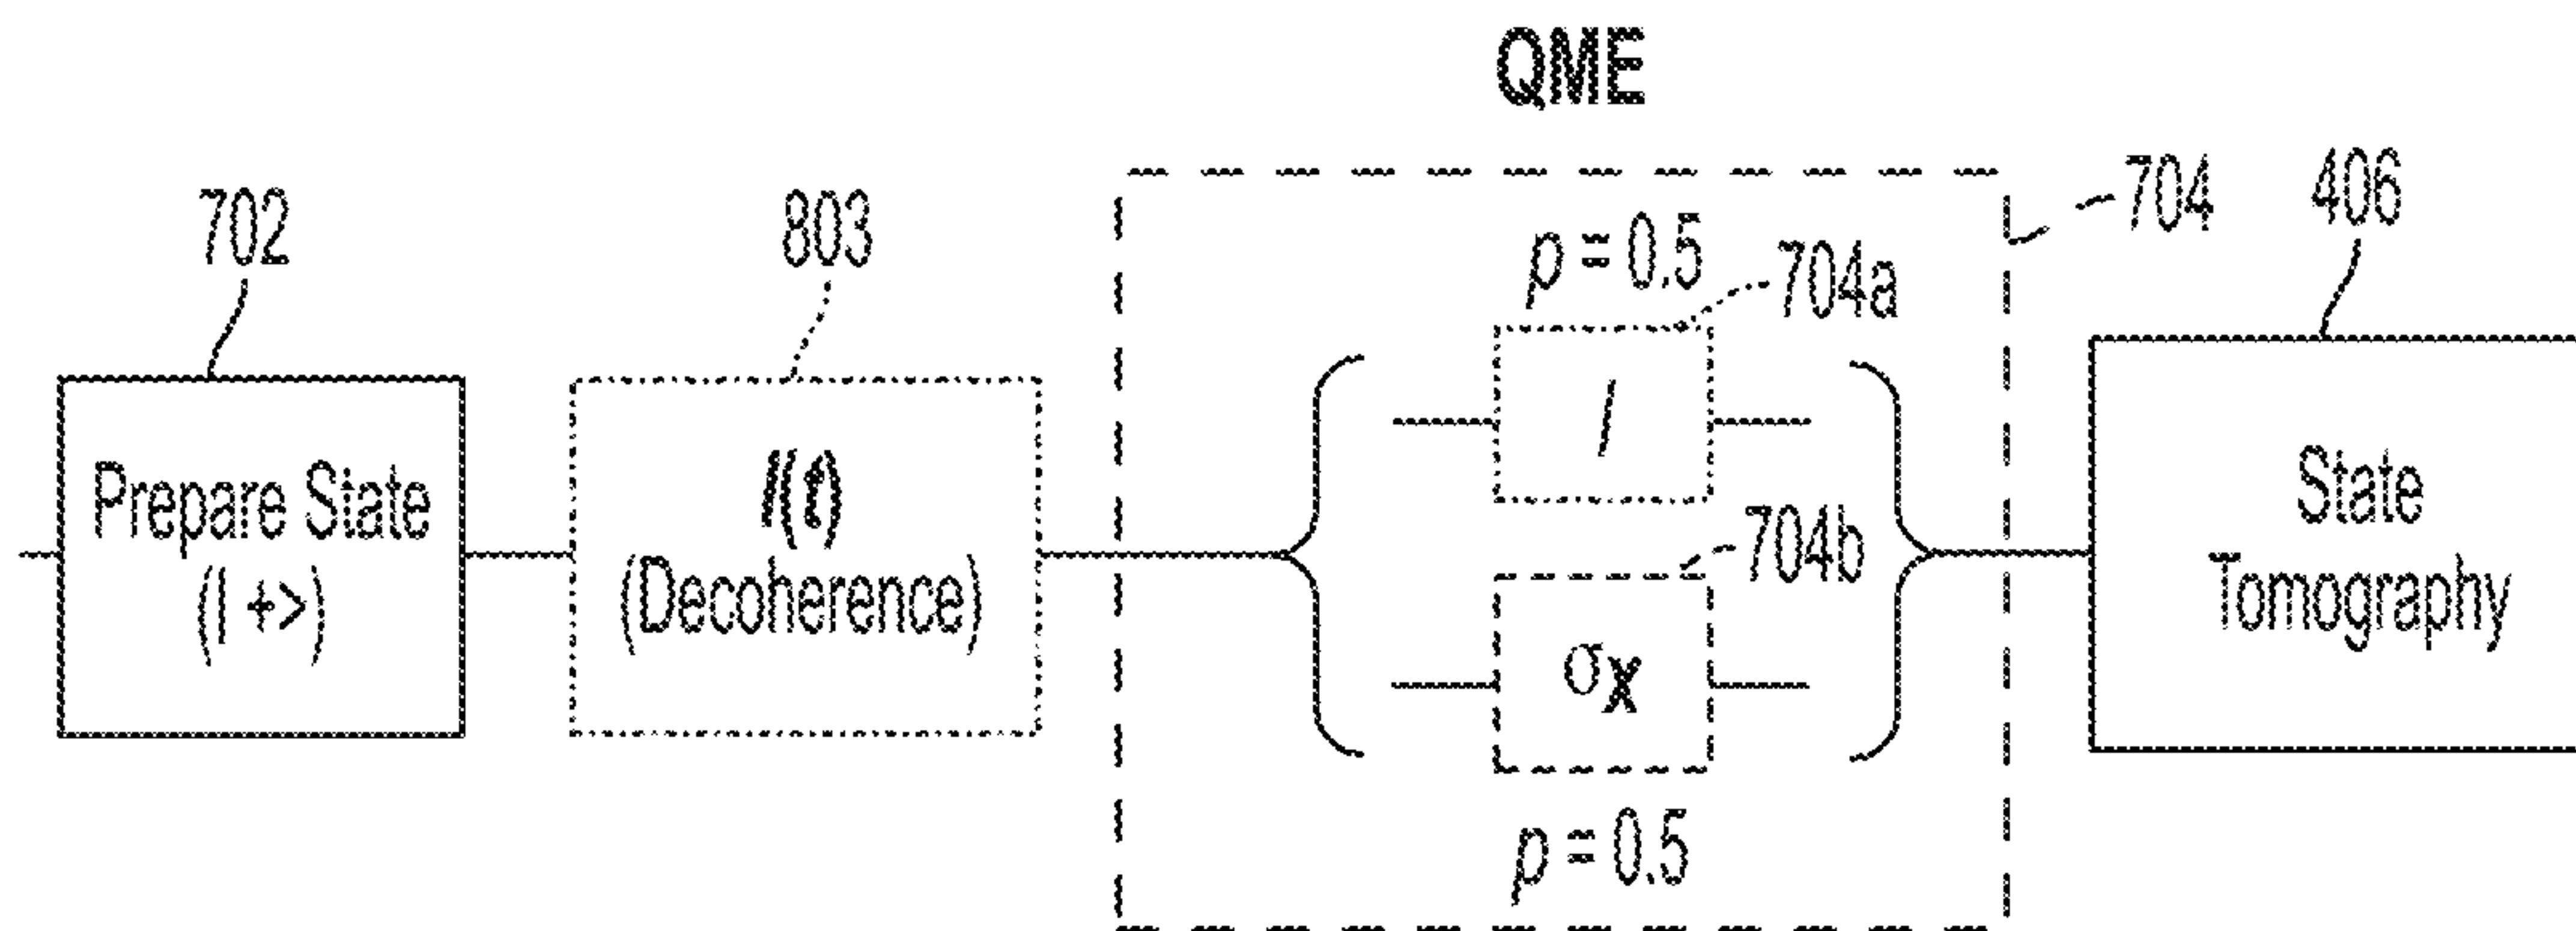 QME
702
803
704
406
p = 0.5
704a
Prepare State
(| +>)
I(t)
(Decoherence)
I
State
Tomography
704b
σx
p = 0.5